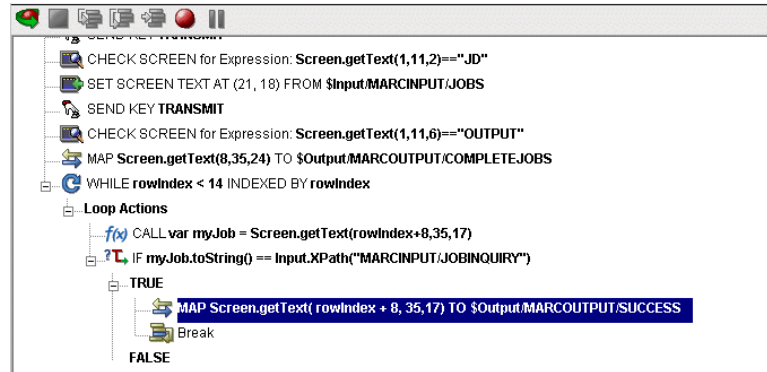 SEND KEY TRANSMIT
CHECK SCREEN for Expression: Screen.getText(1,11,2)=="JD"
SET SCREEN TEXT AT (21, 18) FROM $Input/MARCINPUT/JOBS
SEND KEY TRANSMIT
CHECK SCREEN for Expression: Screen.getText(1,11,6)=="OUTPUT"
MAP Screen.getText(8,35,24) TO $Output/MARCOUTPUT/COMPLETEJOBS
WHILE rowIndex < 14 INDEXED BY rowIndex
Loop Actions
f(x) CALL var myJob = Screen.getText(rowIndex+8,35,17)
IF myJob.toString() == Input.XPath("MARCINPUT/JOBINQUIRY")
TRUE
MAP Screen.getText( rowIndex + 8, 35,17) TO $Output/MARCOUTPUT/SUCCESS
Break
FALSE